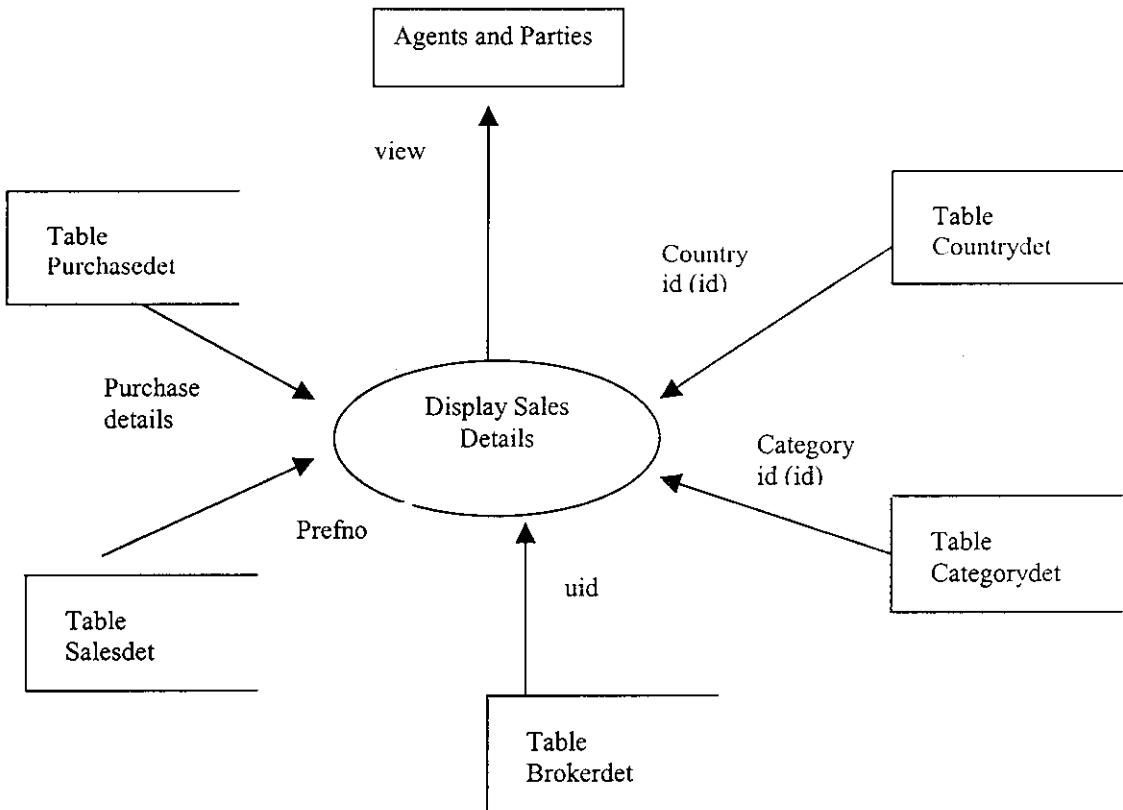 Agents and Parties
view
Table
Purchasedet
Table
Countrydet
Country
id (id)
Purchase
details
Display Sales
Details
Category
id (id)
Prefno
Table
Categorydet
uid
Table
Salesdet
Table
Brokerdet